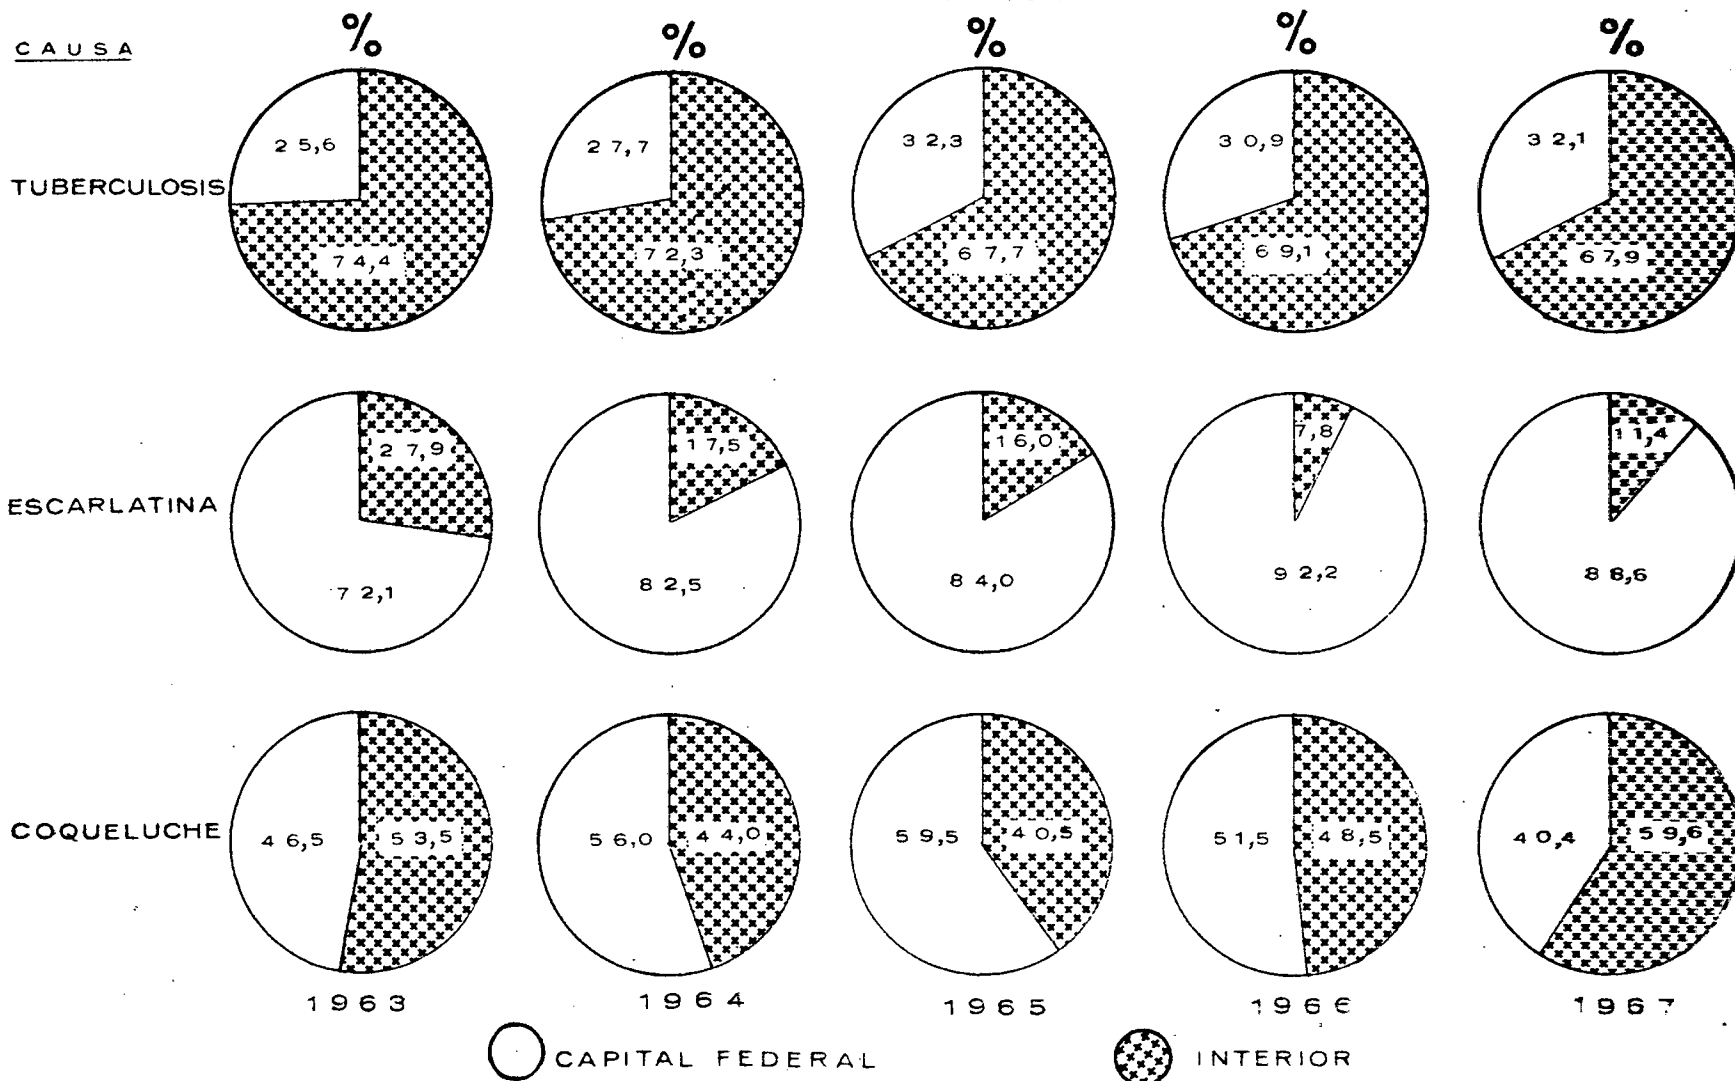 CAUSA % % % % %
25,6 27,7 32,3 30,9 32,1
TUBERCULOSIS
74,4 72,3 67,7 69,1 67,9
27,9 17,5 16,0 7,8 11,4
ESCARLATINA
72,1 82,5 84,0 92,2 88,6
COQUELUCHE 46,5 53,5 56,0 44,0 59,5 40,5 51,5 48,5 40,4 59,6
1963 1964 1965 1966 1967
CAPITAL FEDERAL INTERIOR